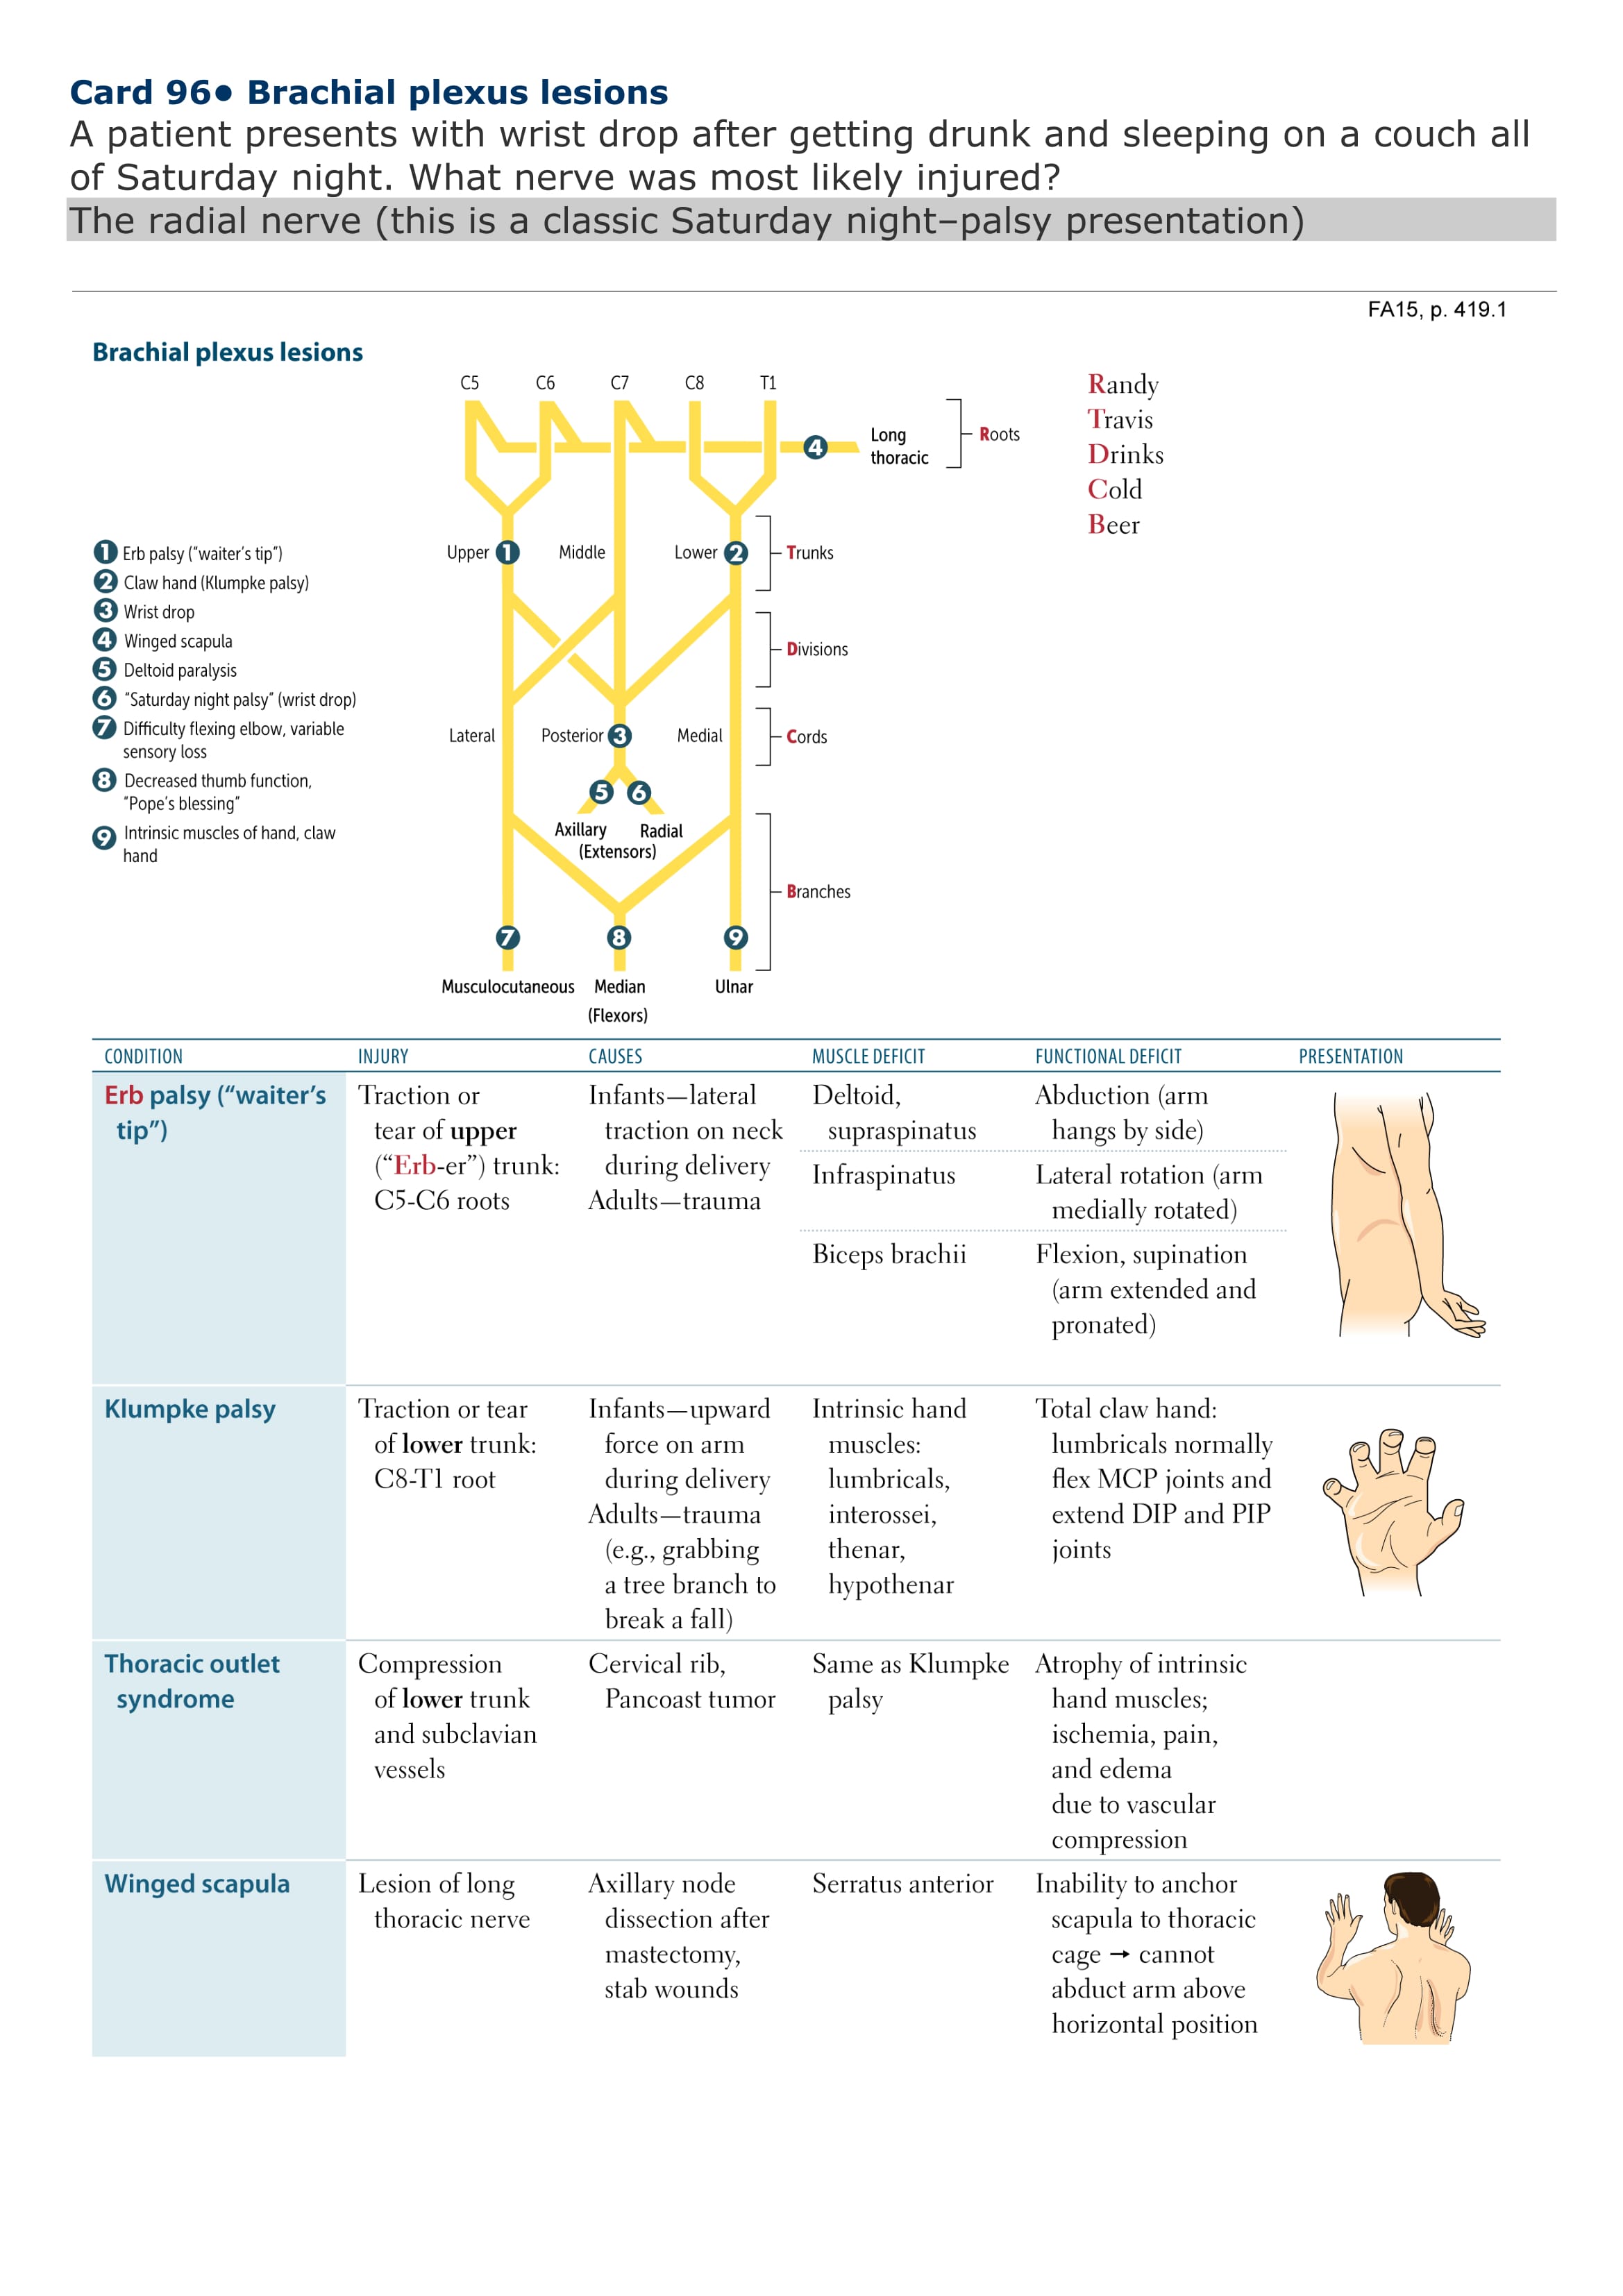 Card 96● Brachial plexus lesions
A patient presents with wrist drop after getting drunk and sleeping on a couch all
of Saturday night. What nerve was most likely injured?
The radial nerve (this is a classic Saturday night–palsy presentation)
FA15, p. 419.1
Brachial plexus lesions
C5 C6 C7 C8 T1
4
Long
thoracic
Roots
Randy
Travis
Drinks
Cold
Beer
1 Erb palsy (“waiter’s tip”)
2 Claw hand (Klumpke palsy)
3 Wrist drop
4 Winged scapula
5 Deltoid paralysis
6 “Saturday night palsy” (wrist drop)
7 Difficulty flexing elbow, variable
sensory loss
8 Decreased thumb function,
“Pope’s blessing”
9 Intrinsic muscles of hand, claw
hand
Upper 1 Middle Lower 2 Trunks
Divisions
Lateral Posterior 3 Medial Cords
5 6
Axillary Radial
(Extensors)
Branches
7 8 9
Musculocutaneous Median Ulnar
(Flexors)
CONDITION INJURY CAUSES MUSCLE DEFICIT FUNCTIONAL DEFICIT PRESENTATION
Erb palsy (“waiter’s
tip”)
Traction or
tear of upper
(“Erb-er”) trunk:
C5-C6 roots
Infants—lateral
traction on neck
during delivery
Adults—trauma
Deltoid,
supraspinatus
Abduction (arm
hangs by side)
Infraspinatus
Lateral rotation (arm
medially rotated)
Biceps brachii
Flexion, supination
(arm extended and
pronated)
Klumpke palsy
Traction or tear
of lower trunk:
C8-T1 root
Infants—upward
force on arm
during delivery
Adults—trauma
(e.g., grabbing
a tree branch to
break a fall)
Intrinsic hand
muscles:
lumbricals,
interossei,
thenar,
hypothenar
Total claw hand:
lumbricals normally
flex MCP joints and
extend DIP and PIP
joints
Thoracic outlet
syndrome
Compression
of lower trunk
and subclavian
vessels
Cervical rib,
Pancoast tumor
Same as Klumpke
palsy
Atrophy of intrinsic
hand muscles;
ischemia, pain,
and edema
due to vascular
compression
Winged scapula
Lesion of long
thoracic nerve
Axillary node
dissection after
mastectomy,
stab wounds
Serratus anterior
Inability to anchor
scapula to thoracic
cage → cannot
abduct arm above
horizontal position